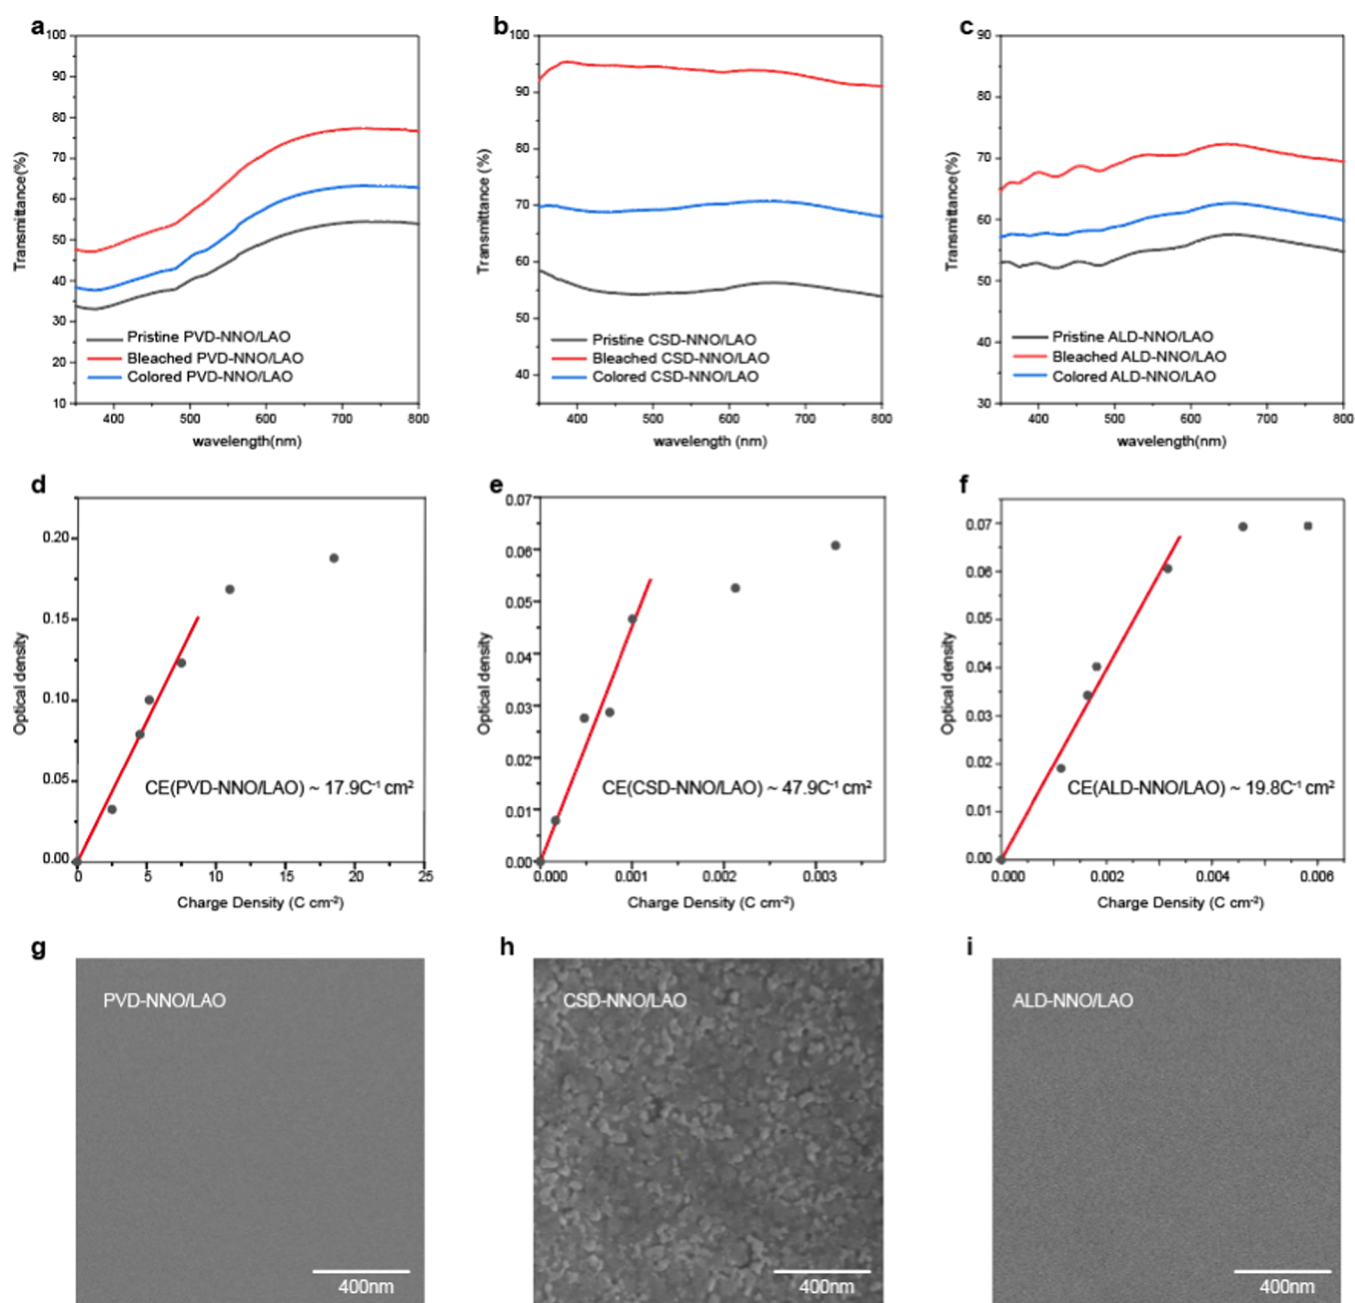 a
100
90
80
70
60
50
40
30
20
10
Transmittance(%)
Pristine PVD-NNO/LAO
Bleached PVD-NNO/LAO
Colored PVD-NNO/LAO
400 500 600 700 800
wavelength(nm)
b
100
90
80
70
60
50
40
Transmittance (%)
Pristine CSD-NNO/LAO
Bleached CSD-NNO/LAO
Colored CSD-NNO/LAO
400 500 600 700 800
wavelength (nm)
c
90
80
70
60
50
40
30
Transmittance(%)
Pristine ALD-NNO/LAO
Bleached ALD-NNO/LAO
Colored ALD-NNO/LAO
400 500 600 700 800
wavelength(nm)
d
0.20
0.15
0.10
0.05
0.00
Optical density
CE(PVD-NNO/LAO) ~ 17.9C⁻¹ cm²
0 5 10 15 20 25
Charge Density (C cm⁻²)
e
0.07
0.06
0.05
0.04
0.03
0.02
0.01
0.00
Optical density
CE(CSD-NNO/LAO) ~ 47.9C⁻¹ cm²
0.000 0.001 0.002 0.003
Charge Density (C cm⁻²)
f
0.07
0.06
0.05
0.04
0.03
0.02
0.01
0.00
Optical density
CE(ALD-NNO/LAO) ~ 19.8C⁻¹ cm²
0.000 0.002 0.004 0.006
Charge Density (C cm⁻²)
g
PVD-NNO/LAO
400nm
h
CSD-NNO/LAO
400nm
i
ALD-NNO/LAO
400nm